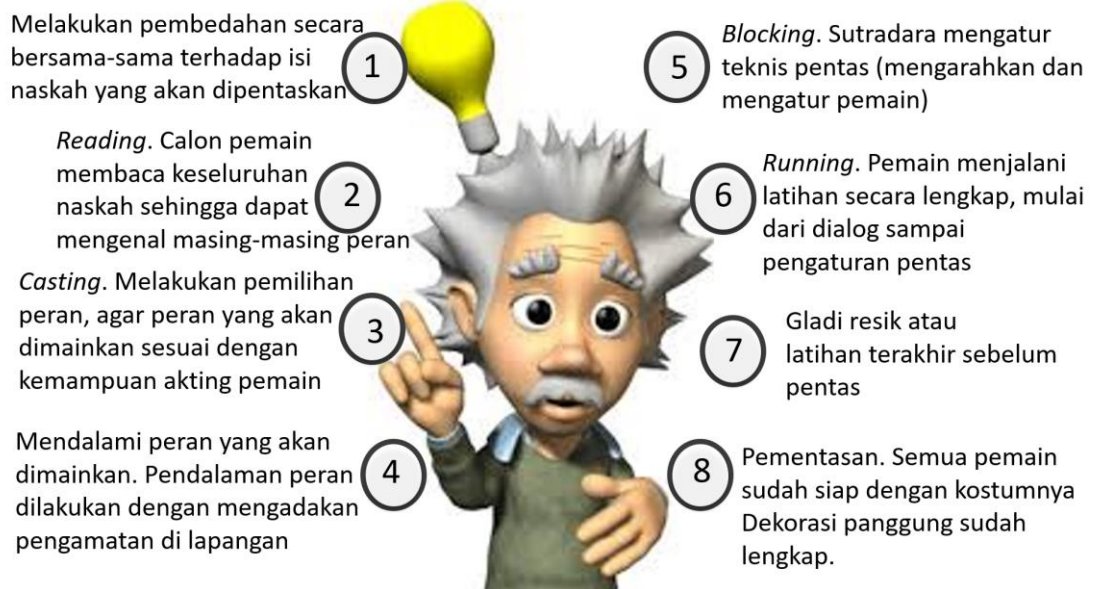 Melakukan pembedahan secara
bersama-sama terhadap isi
naskah yang akan dipentaskan
1
Reading. Calon pemain
membaca keseluruhan
naskah sehingga dapat
mengenal masing-masing peran
2
Casting. Melakukan pemilihan
peran, agar peran yang akan
dimainkan sesuai dengan
kemampuan akting pemain
3
Mendalami peran yang akan
dimainkan. Pendalaman peran
dilakukan dengan mengadakan
pengamatan di lapangan
4
5
Blocking. Sutradara mengatur
teknis pentas (mengarahkan dan
mengatur pemain)
6
Running. Pemain menjalani
latihan secara lengkap, mulai
dari dialog sampai
pengaturan pentas
7
Gladi resik atau
latihan terakhir sebelum
pentas
8
Pementasan. Semua pemain
sudah siap dengan kostumnya
Dekorasi panggung sudah
lengkap.